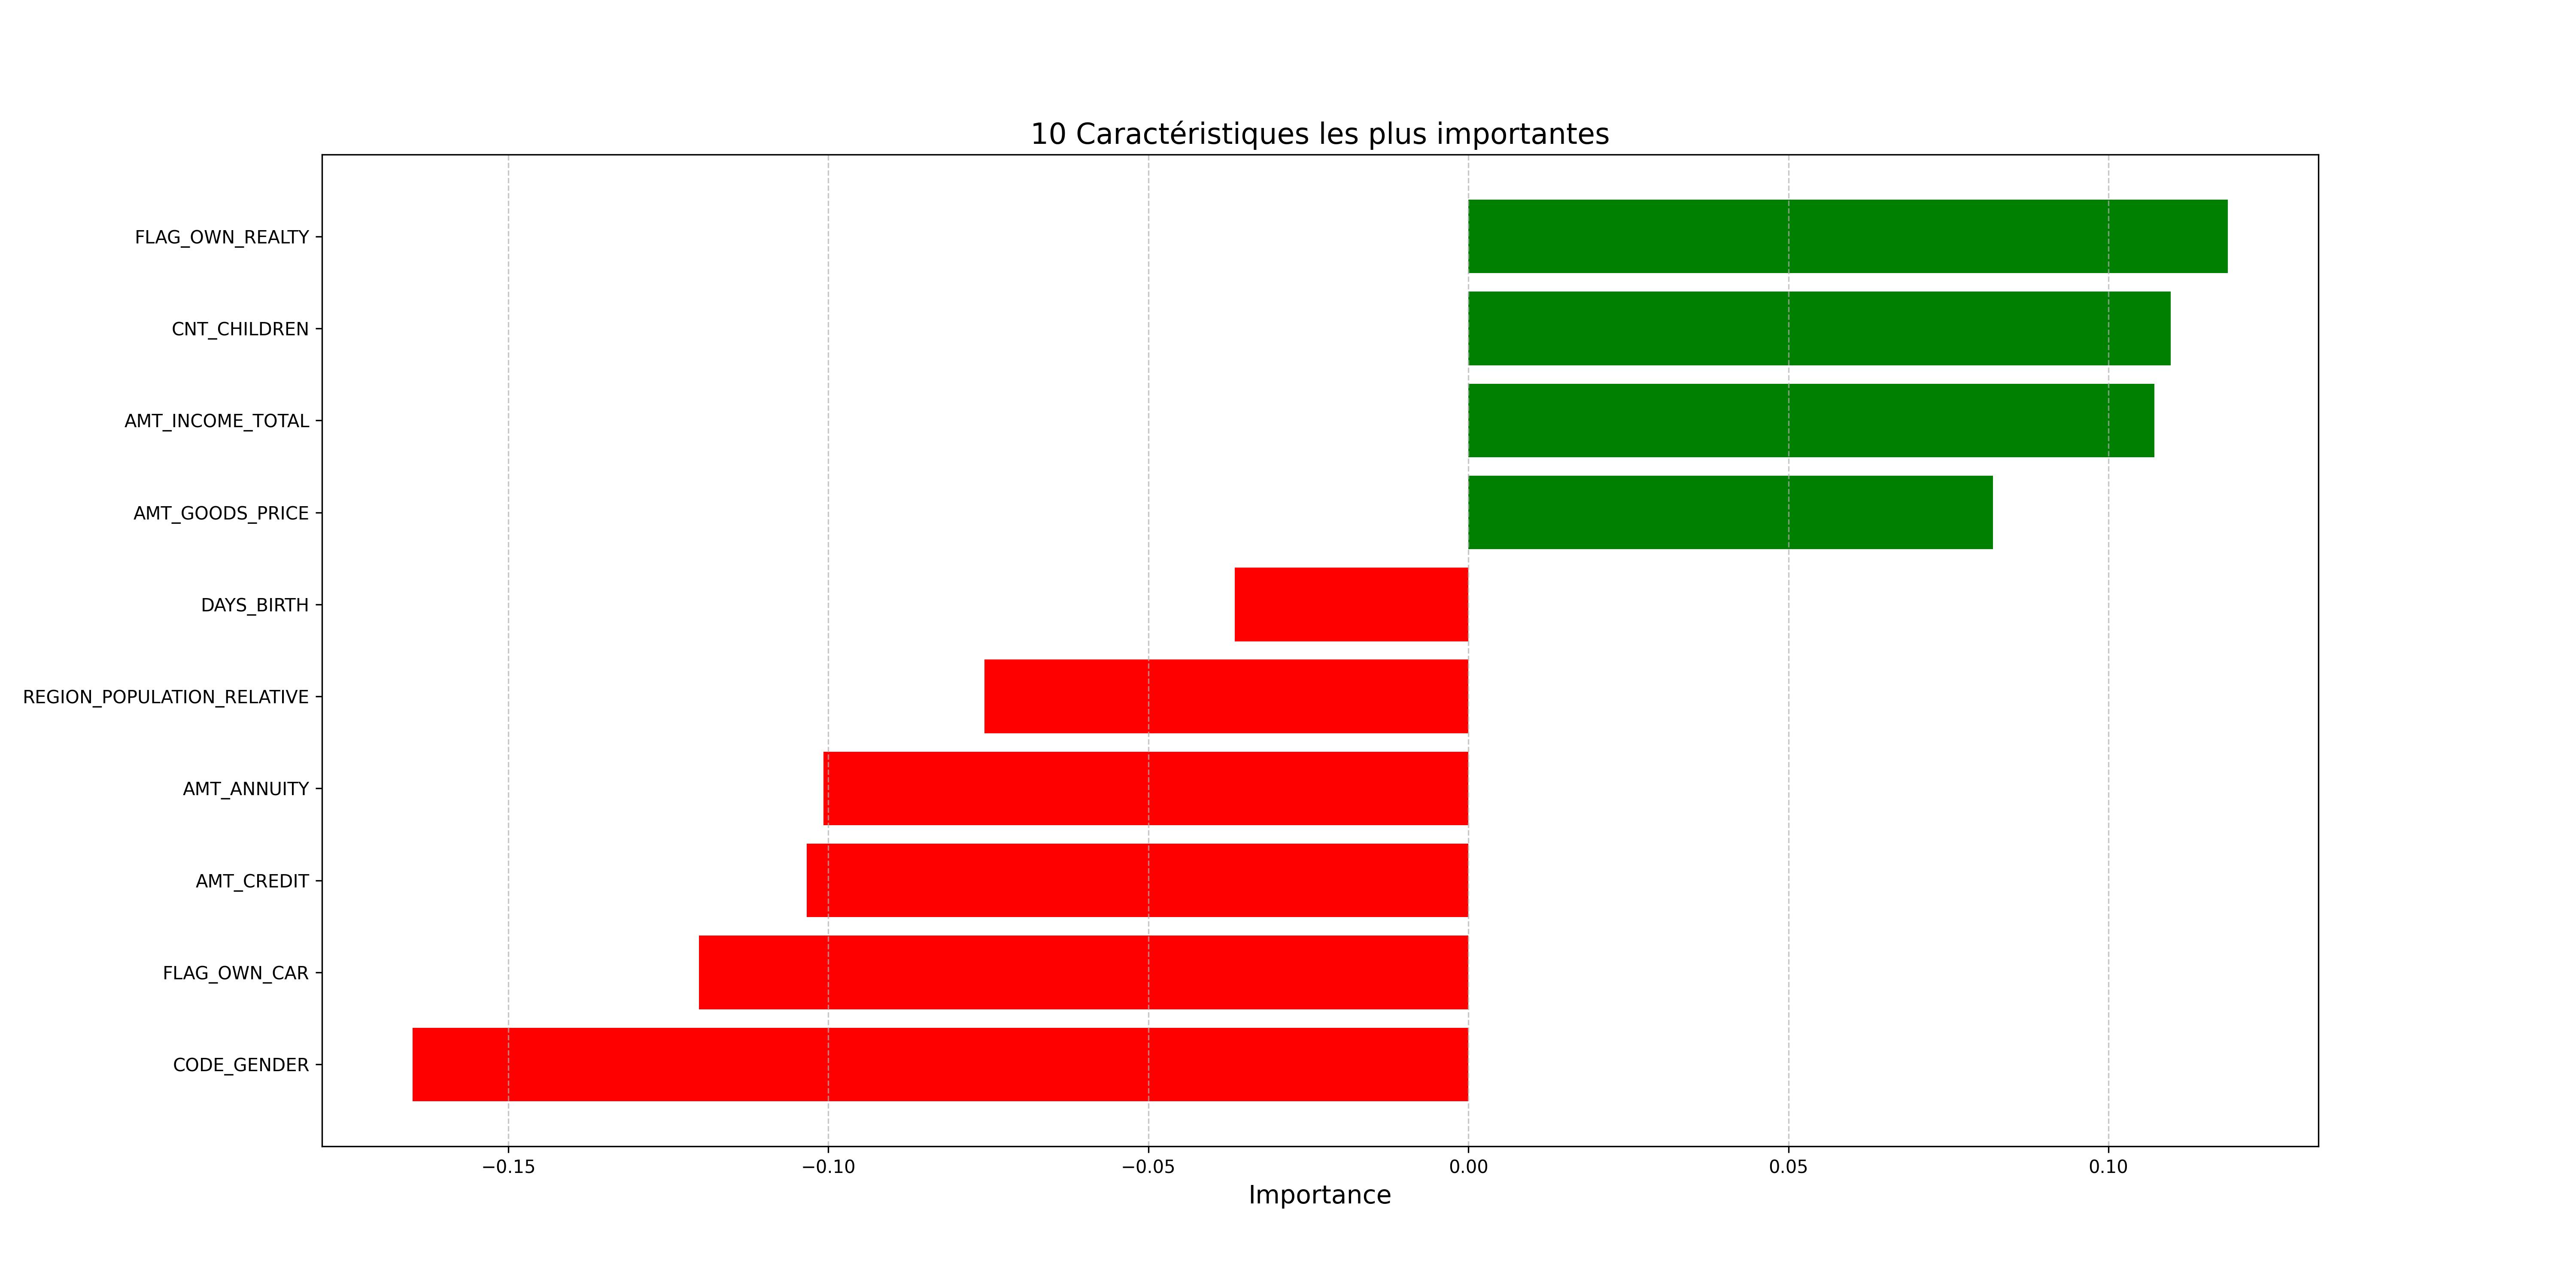 10 Caractéristiques les plus importantes
FLAG_OWN_REALTY
CNT_CHILDREN
AMT_INCOME_TOTAL
AMT_GOODS_PRICE
DAYS_BIRTH
REGION_POPULATION_RELATIVE
AMT_ANNUITY
AMT_CREDIT
FLAG_OWN_CAR
CODE_GENDER
−0.15 −0.10 −0.05 0.00 0.05 0.10
Importance